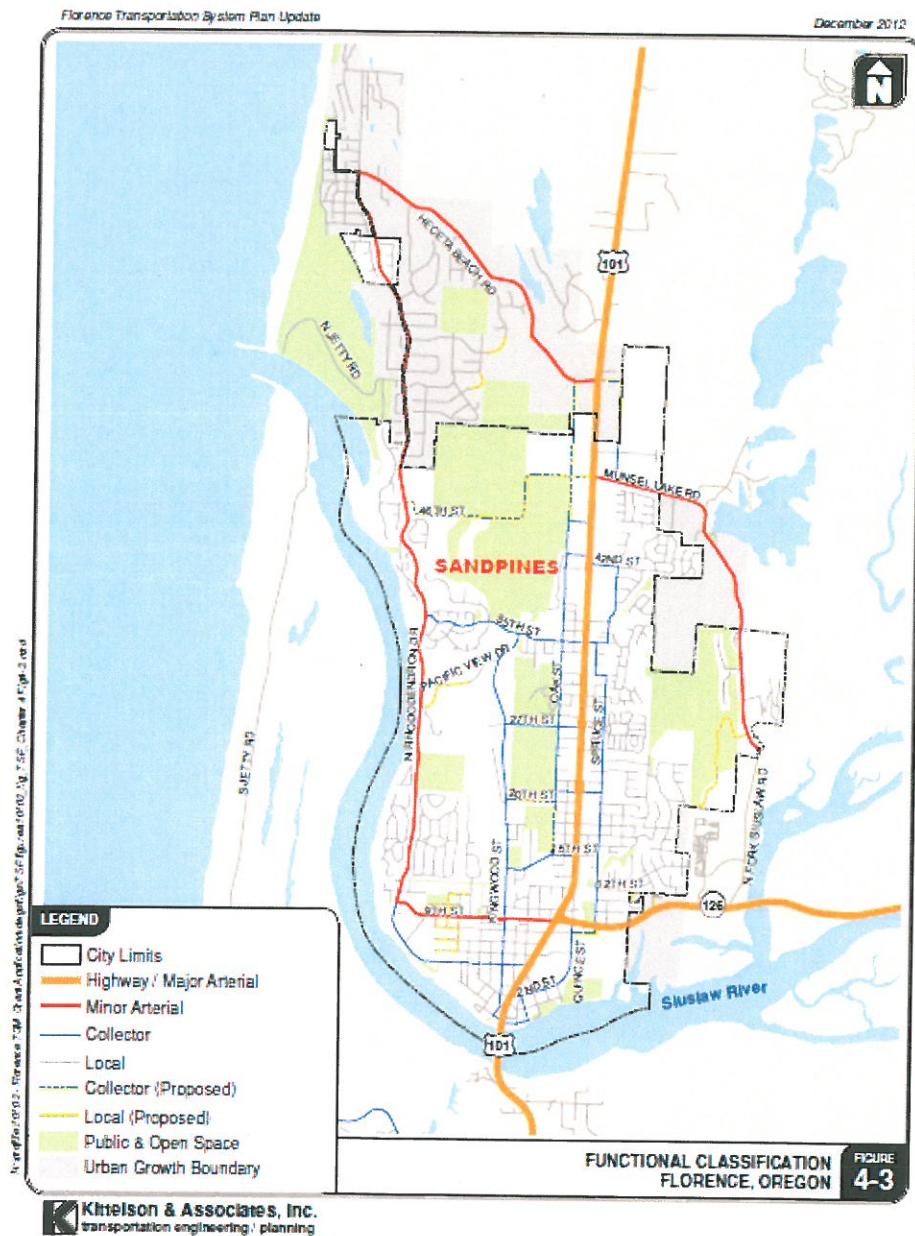 Florence Transportation System Plan Update
December 2012
N
HECETA BEACH RD
101
N JETTY RD
MUNSEL LAKE RD
46TH ST
42ND ST
SANDPINES
35TH ST
N RHODODENDRON DR
PACIFIC VIEW DR
OAK ST
27TH ST
SPRUCE ST
S JETTY RD
20TH ST
N FORK SIUSLAW RD
KINGWOOD ST
12TH ST
126
9TH ST
QUINCE ST
2ND ST
Siuslaw River
101
LEGEND
City Limits
Highway / Major Arterial
Minor Arterial
Collector
Local
Collector (Proposed)
Local (Proposed)
Public & Open Space
Urban Growth Boundary
FUNCTIONAL CLASSIFICATION
FLORENCE, OREGON
FIGURE
4-3
K
Kittelson & Associates, Inc.
transportation engineering / planning